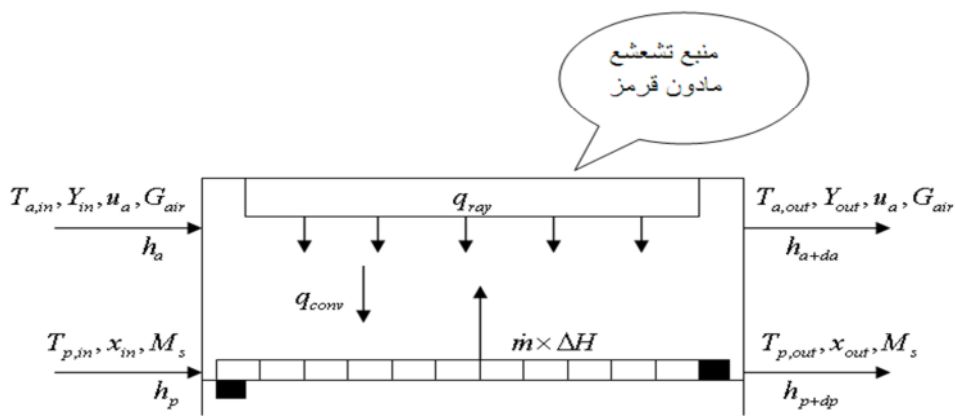 منبع تشعشع
مادون قرمز
T_{a,in}, Y_{in}, u_a, G_{air}
h_a
q_{ray}
T_{a,out}, Y_{out}, u_a, G_{air}
h_{a+da}
q_{conv}
ṁ × ΔH
T_{p,in}, x_{in}, M_s
h_p
T_{p,out}, x_{out}, M_s
h_{p+dp}